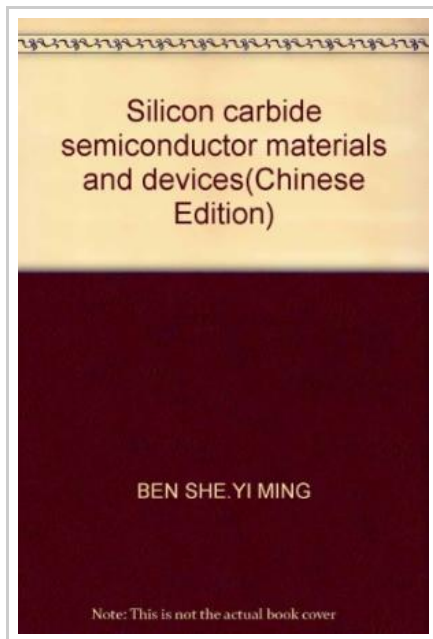 Silicon carbide
semiconductor materials
and devices(Chinese
Edition)
BEN SHE.YI MING
Note: This is not the actual book cover